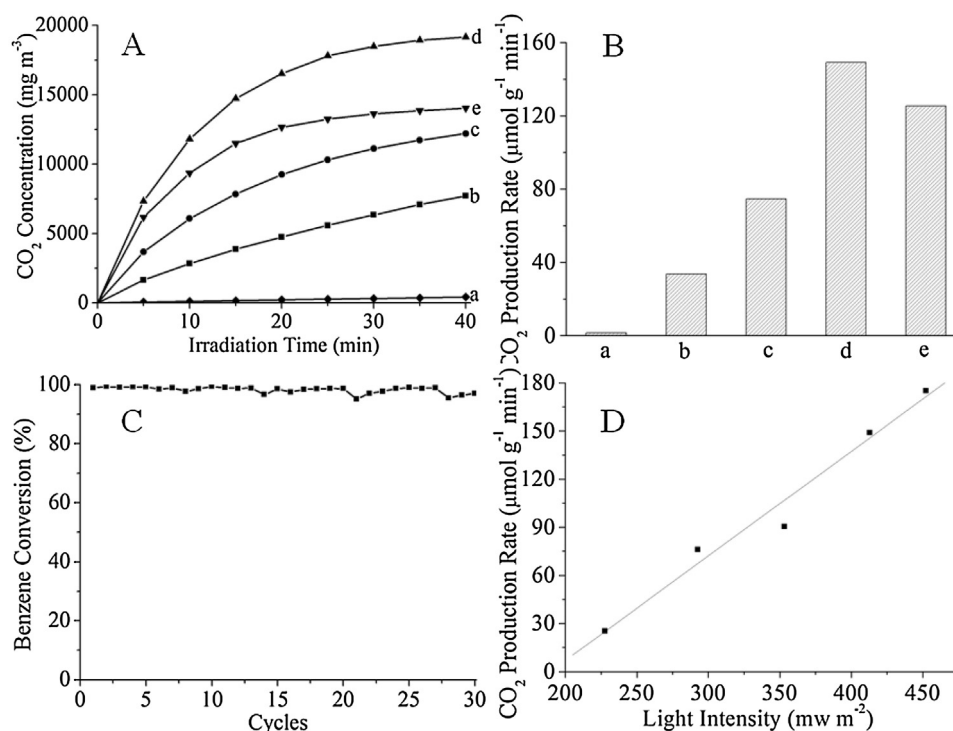 A
CO₂ Concentration (mg m⁻³)
20000
15000
10000
5000
0
d
e
c
b
a
0 10 20 30 40
Irradiation Time (min)
B
CO₂ Production Rate (μmol g⁻¹ min⁻¹)
160
120
80
40
0
a b c d e
C
Benzene Conversion (%)
100
80
60
40
20
0
0 5 10 15 20 25 30
Cycles
D
CO₂ Production Rate (μmol g⁻¹ min⁻¹)
180
150
120
90
60
30
0
200 250 300 350 400 450
Light Intensity (mw m⁻²)